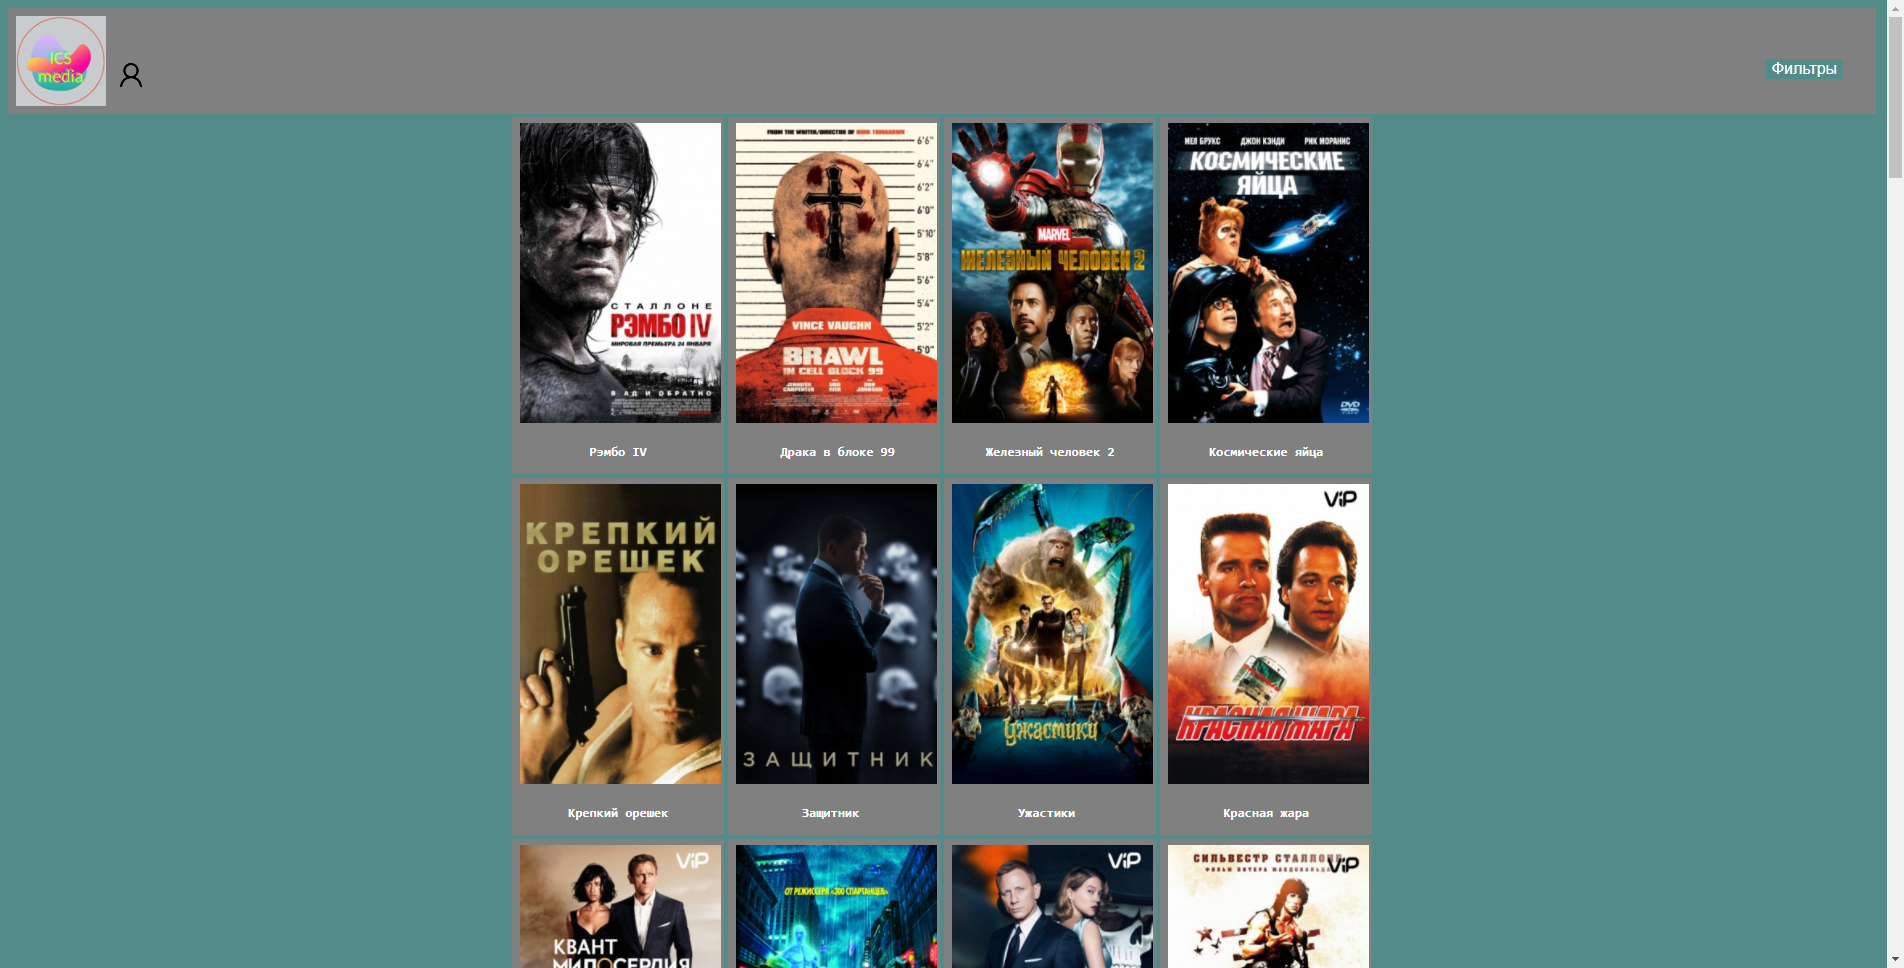 ICS
media
Фильтры
СТАЛЛОНЕ
РЭМБО IV
МИРОВАЯ ПРЕМЬЕРА 24 ЯНВАРЯ
В АД И ОБРАТНО
Рэмбо IV
FROM THE WRITER/DIRECTOR OF BONE TOMAHAWK
6'6"
6'4"
6'2"
6'0"
5'10"
5'8"
5'6"
5'4"
5'2"
5'0"
VINCE VAUGHN
BRAWL
IN CELL BLOCK 99
JENNIFER CARPENTER
UDO KIER
DON JOHNSON
Драка в блоке 99
MARVEL
ЖЕЛЕЗНЫЙ ЧЕЛОВЕК 2
Железный человек 2
МЕЛ БРУКС ДЖОН КЭНДИ РИК МОРАНИС
КОСМИЧЕСКИЕ
ЯЙЦА
DVD
Космические яйца
КРЕПКИЙ
ОРЕШЕК
Крепкий орешек
ЗАЩИТНИК
Защитник
Ужастики
Ужастики
ViP
КРАСНАЯ ЖАРА
Красная жара
ViP
КВАНТ
МИЛОСЕРДИЯ
ОТ РЕЖИССЕРА «300 СПАРТАНЦЕВ»
ViP
СИЛЬВЕСТР СТАЛЛОНЕ
ФИЛЬМ ПИТЕРА МАКДОНАЛЬДА
ViP